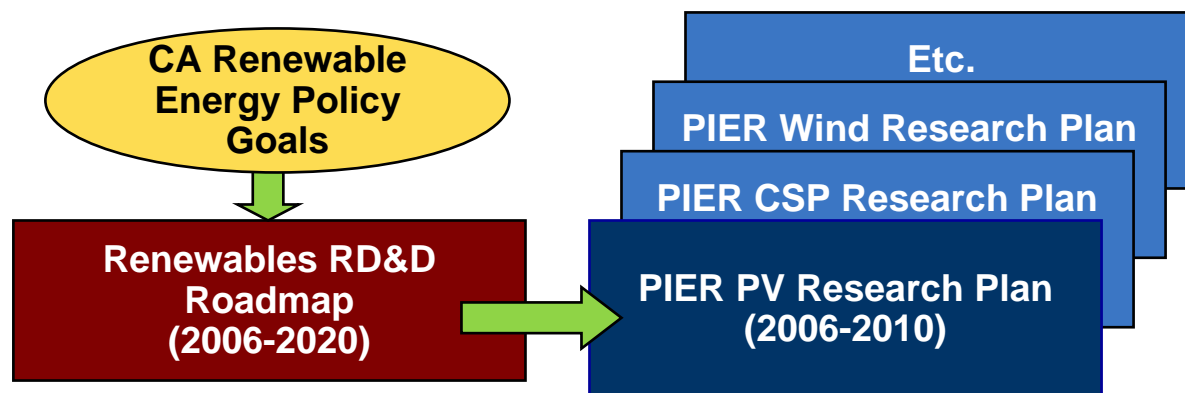 CA Renewable
Energy Policy
Goals
Renewables RD&D
Roadmap
(2006-2020)
Etc.
PIER Wind Research Plan
PIER CSP Research Plan
PIER PV Research Plan
(2006-2010)